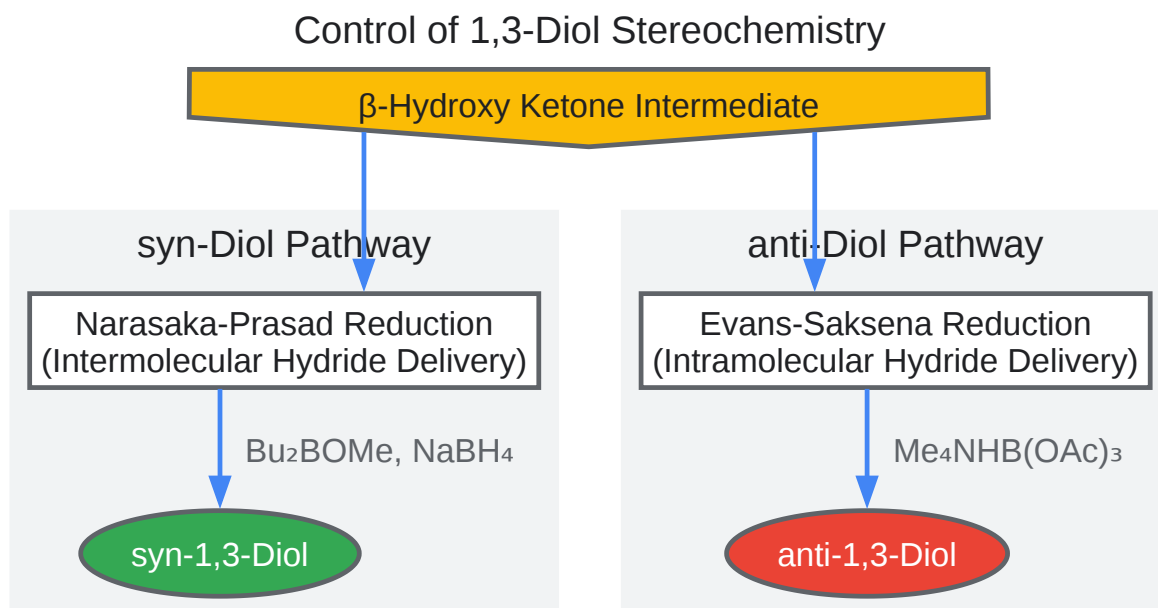 Control of 1,3-Diol Stereochemistry
β-Hydroxy Ketone Intermediate
syn-Diol Pathway
Narasaka-Prasad Reduction
(Intermolecular Hydride Delivery)
Bu₂BOMe, NaBH₄
syn-1,3-Diol
anti-Diol Pathway
Evans-Saksena Reduction
(Intramolecular Hydride Delivery)
Me₄NHB(OAc)₃
anti-1,3-Diol